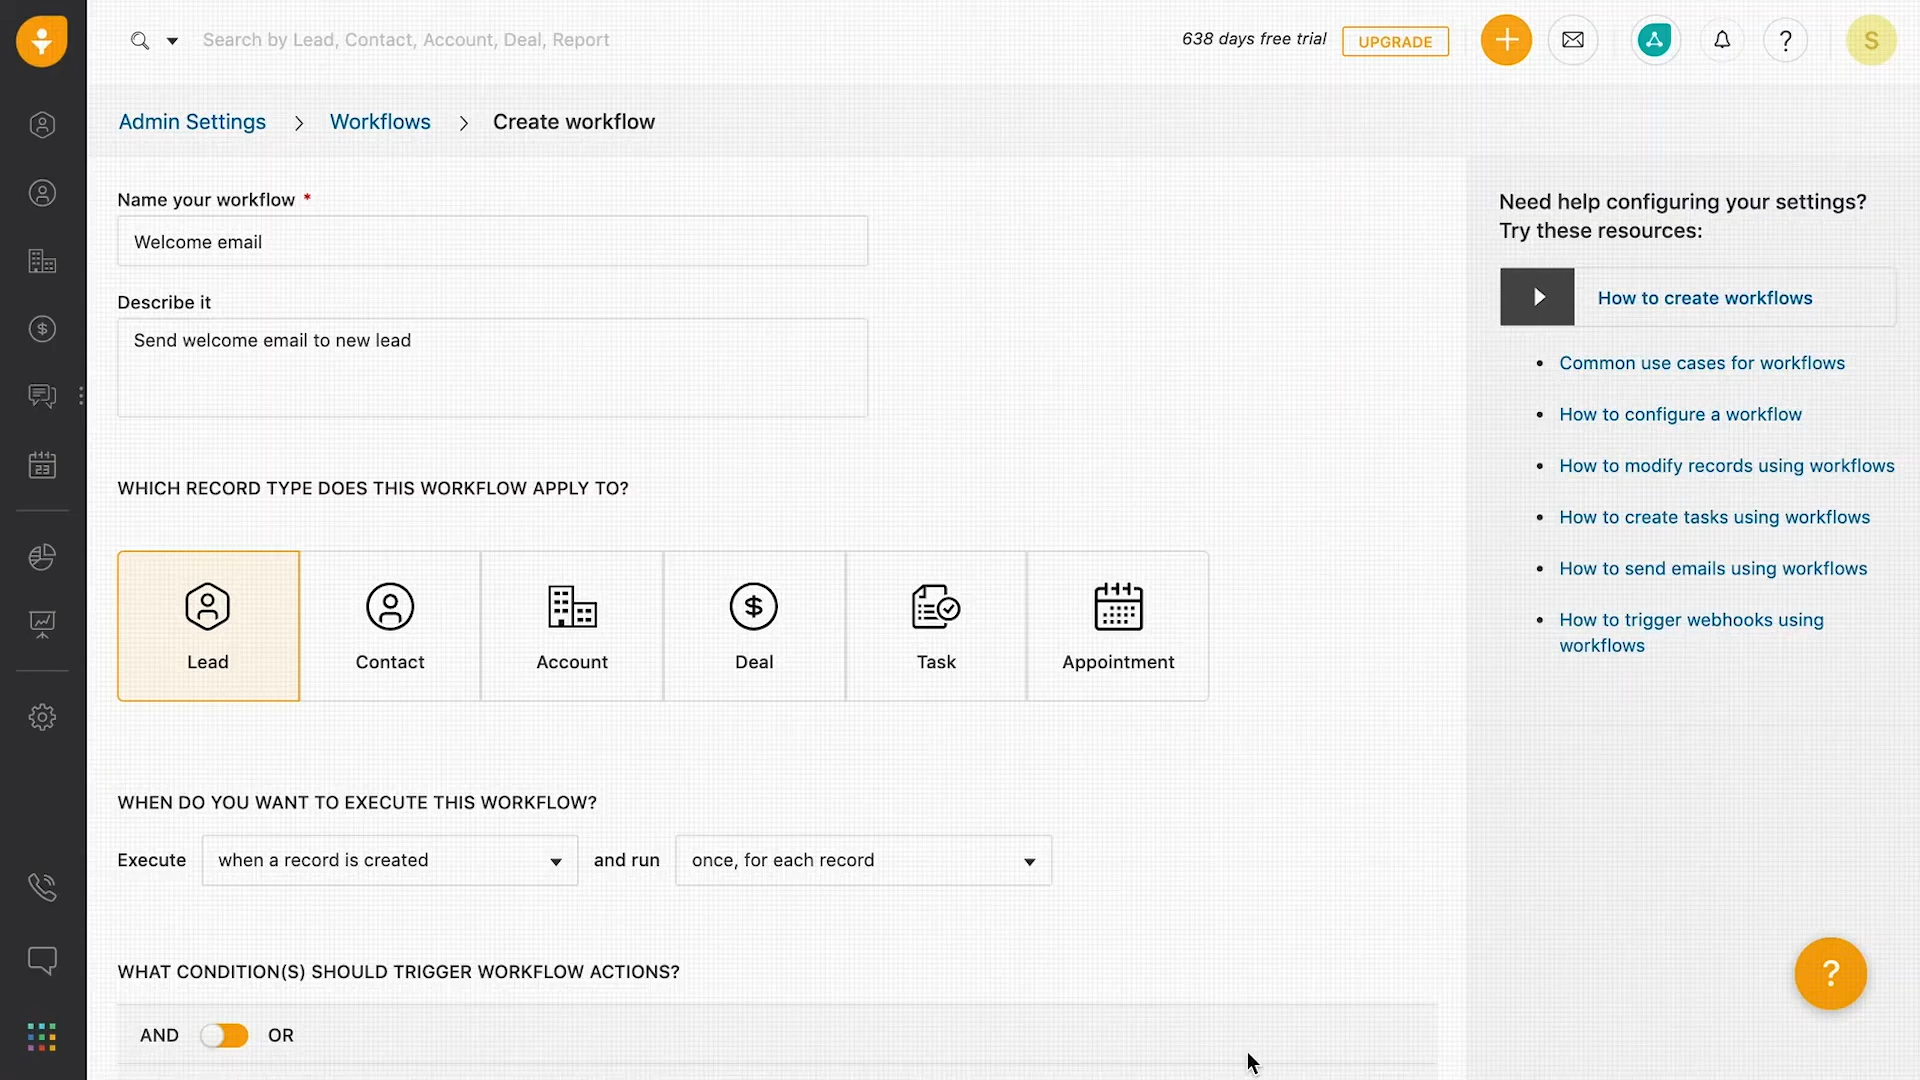 Search by Lead, Contact, Account, Deal, Report
638 days free trial
UPGRADE
?
S
Admin Settings > Workflows > Create workflow
Name your workflow *
Welcome email
Describe it
Send welcome email to new lead
WHICH RECORD TYPE DOES THIS WORKFLOW APPLY TO?
Lead
Contact
Account
$
Deal
Task
Appointment
WHEN DO YOU WANT TO EXECUTE THIS WORKFLOW?
Execute when a record is created and run once, for each record
WHAT CONDITION(S) SHOULD TRIGGER WORKFLOW ACTIONS?
AND OR
Need help configuring your settings?
Try these resources:
How to create workflows
• Common use cases for workflows
• How to configure a workflow
• How to modify records using workflows
• How to create tasks using workflows
• How to send emails using workflows
• How to trigger webhooks using
workflows
?
$
23